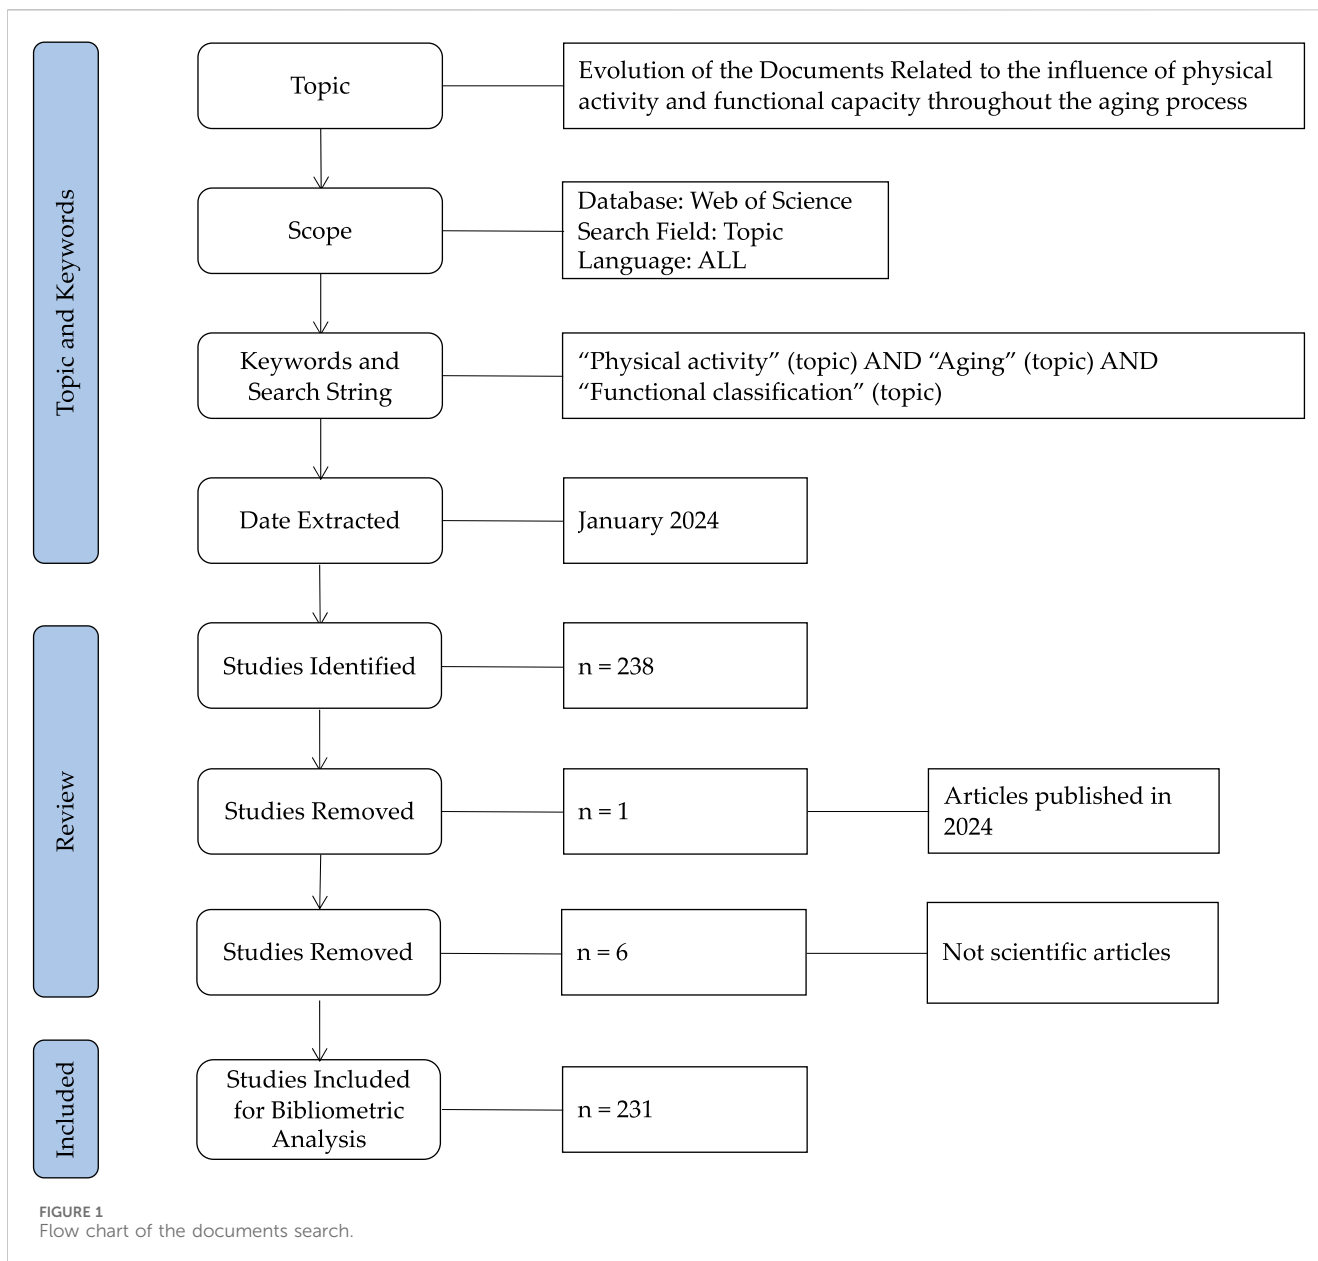 Topic and Keywords
Topic
Evolution of the Documents Related to the influence of physical
activity and functional capacity throughout the aging process
Scope
Database: Web of Science
Search Field: Topic
Language: ALL
Keywords and
Search String
“Physical activity” (topic) AND “Aging” (topic) AND
“Functional classification” (topic)
Date Extracted
January 2024
Review
Studies Identified
n = 238
Studies Removed
n = 1
Articles published in
2024
Studies Removed
n = 6
Not scientific articles
Included
Studies Included
for Bibliometric
Analysis
n = 231
FIGURE 1
Flow chart of the documents search.